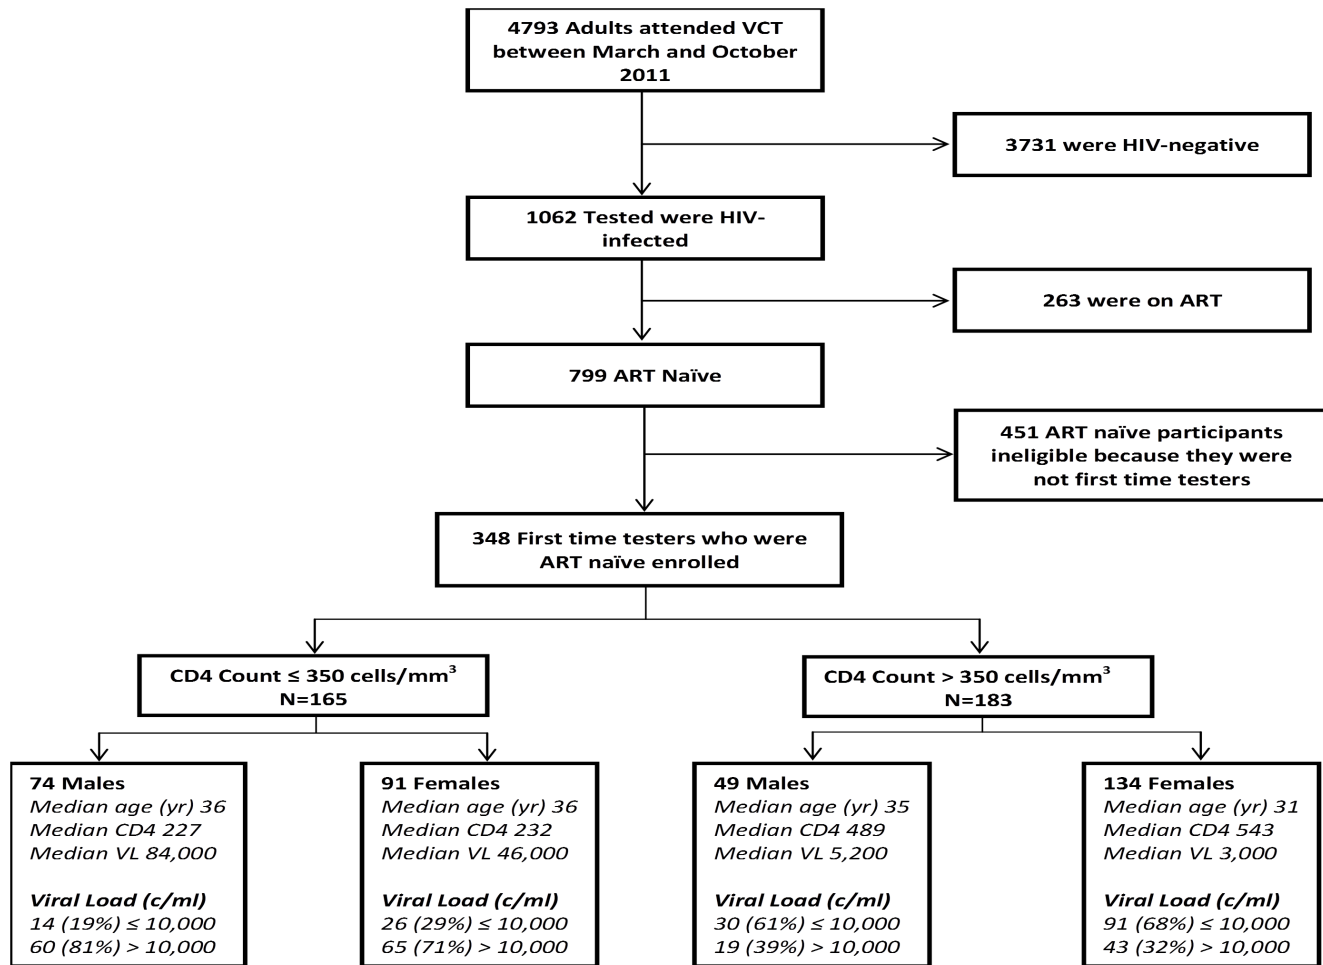 4793 Adults attended VCT
between March and October
2011
3731 were HIV-negative
1062 Tested were HIV-
infected
263 were on ART
799 ART Naïve
451 ART naïve participants
ineligible because they were
not first time testers
348 First time testers who were
ART naïve enrolled
CD4 Count ≤ 350 cells/mm³
N=165
CD4 Count > 350 cells/mm³
N=183
74 Males
Median age (yr) 36
Median CD4 227
Median VL 84,000
Viral Load (c/ml)
14 (19%) ≤ 10,000
60 (81%) > 10,000
91 Females
Median age (yr) 36
Median CD4 232
Median VL 46,000
Viral Load (c/ml)
26 (29%) ≤ 10,000
65 (71%) > 10,000
49 Males
Median age (yr) 35
Median CD4 489
Median VL 5,200
Viral Load (c/ml)
30 (61%) ≤ 10,000
19 (39%) > 10,000
134 Females
Median age (yr) 31
Median CD4 543
Median VL 3,000
Viral Load (c/ml)
91 (68%) ≤ 10,000
43 (32%) > 10,000